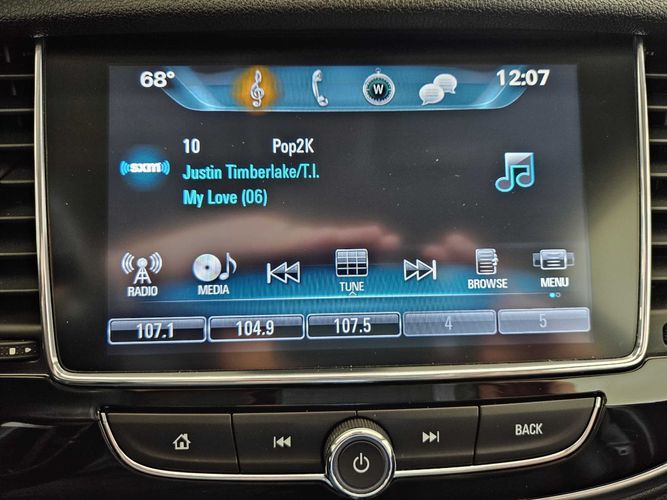 68° W 12:07
10 Pop2K
sxm Justin Timberlake/T.I.
My Love (06)
RADIO MEDIA TUNE BROWSE MENU
107.1 104.9 107.5 4 5
BACK